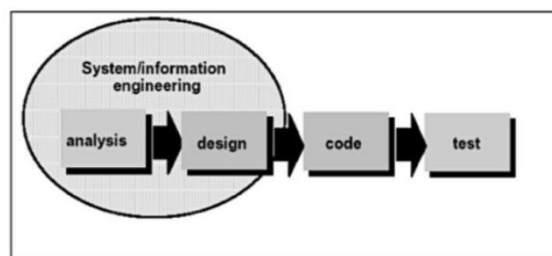 System/information
engineering
analysis
design
code
test